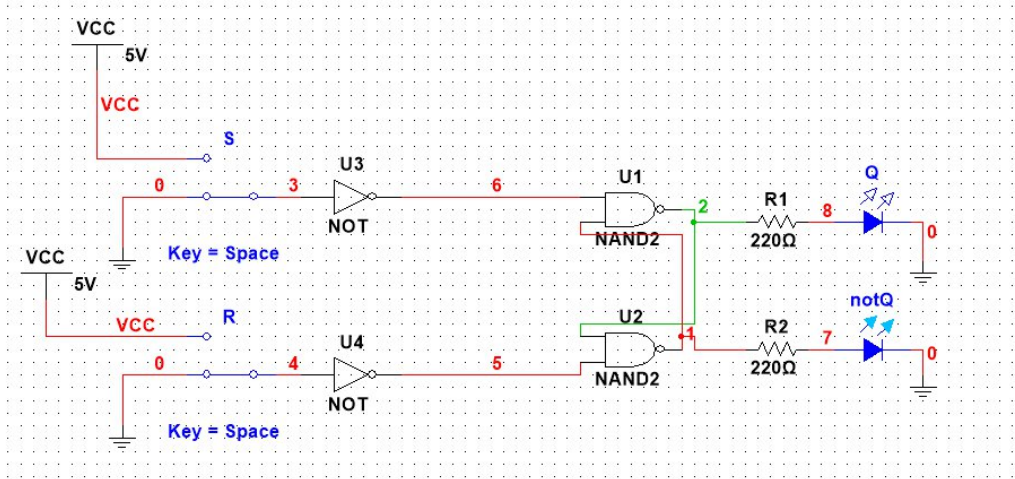 VCC
5V
VCC
S
0
3
U3
NOT
6
U1
NAND2
2
R1
220Ω
8
Q
0
Key = Space
VCC
5V
VCC
R
0
4
U4
NOT
5
U2
NAND2
1
R2
220Ω
7
notQ
0
Key = Space